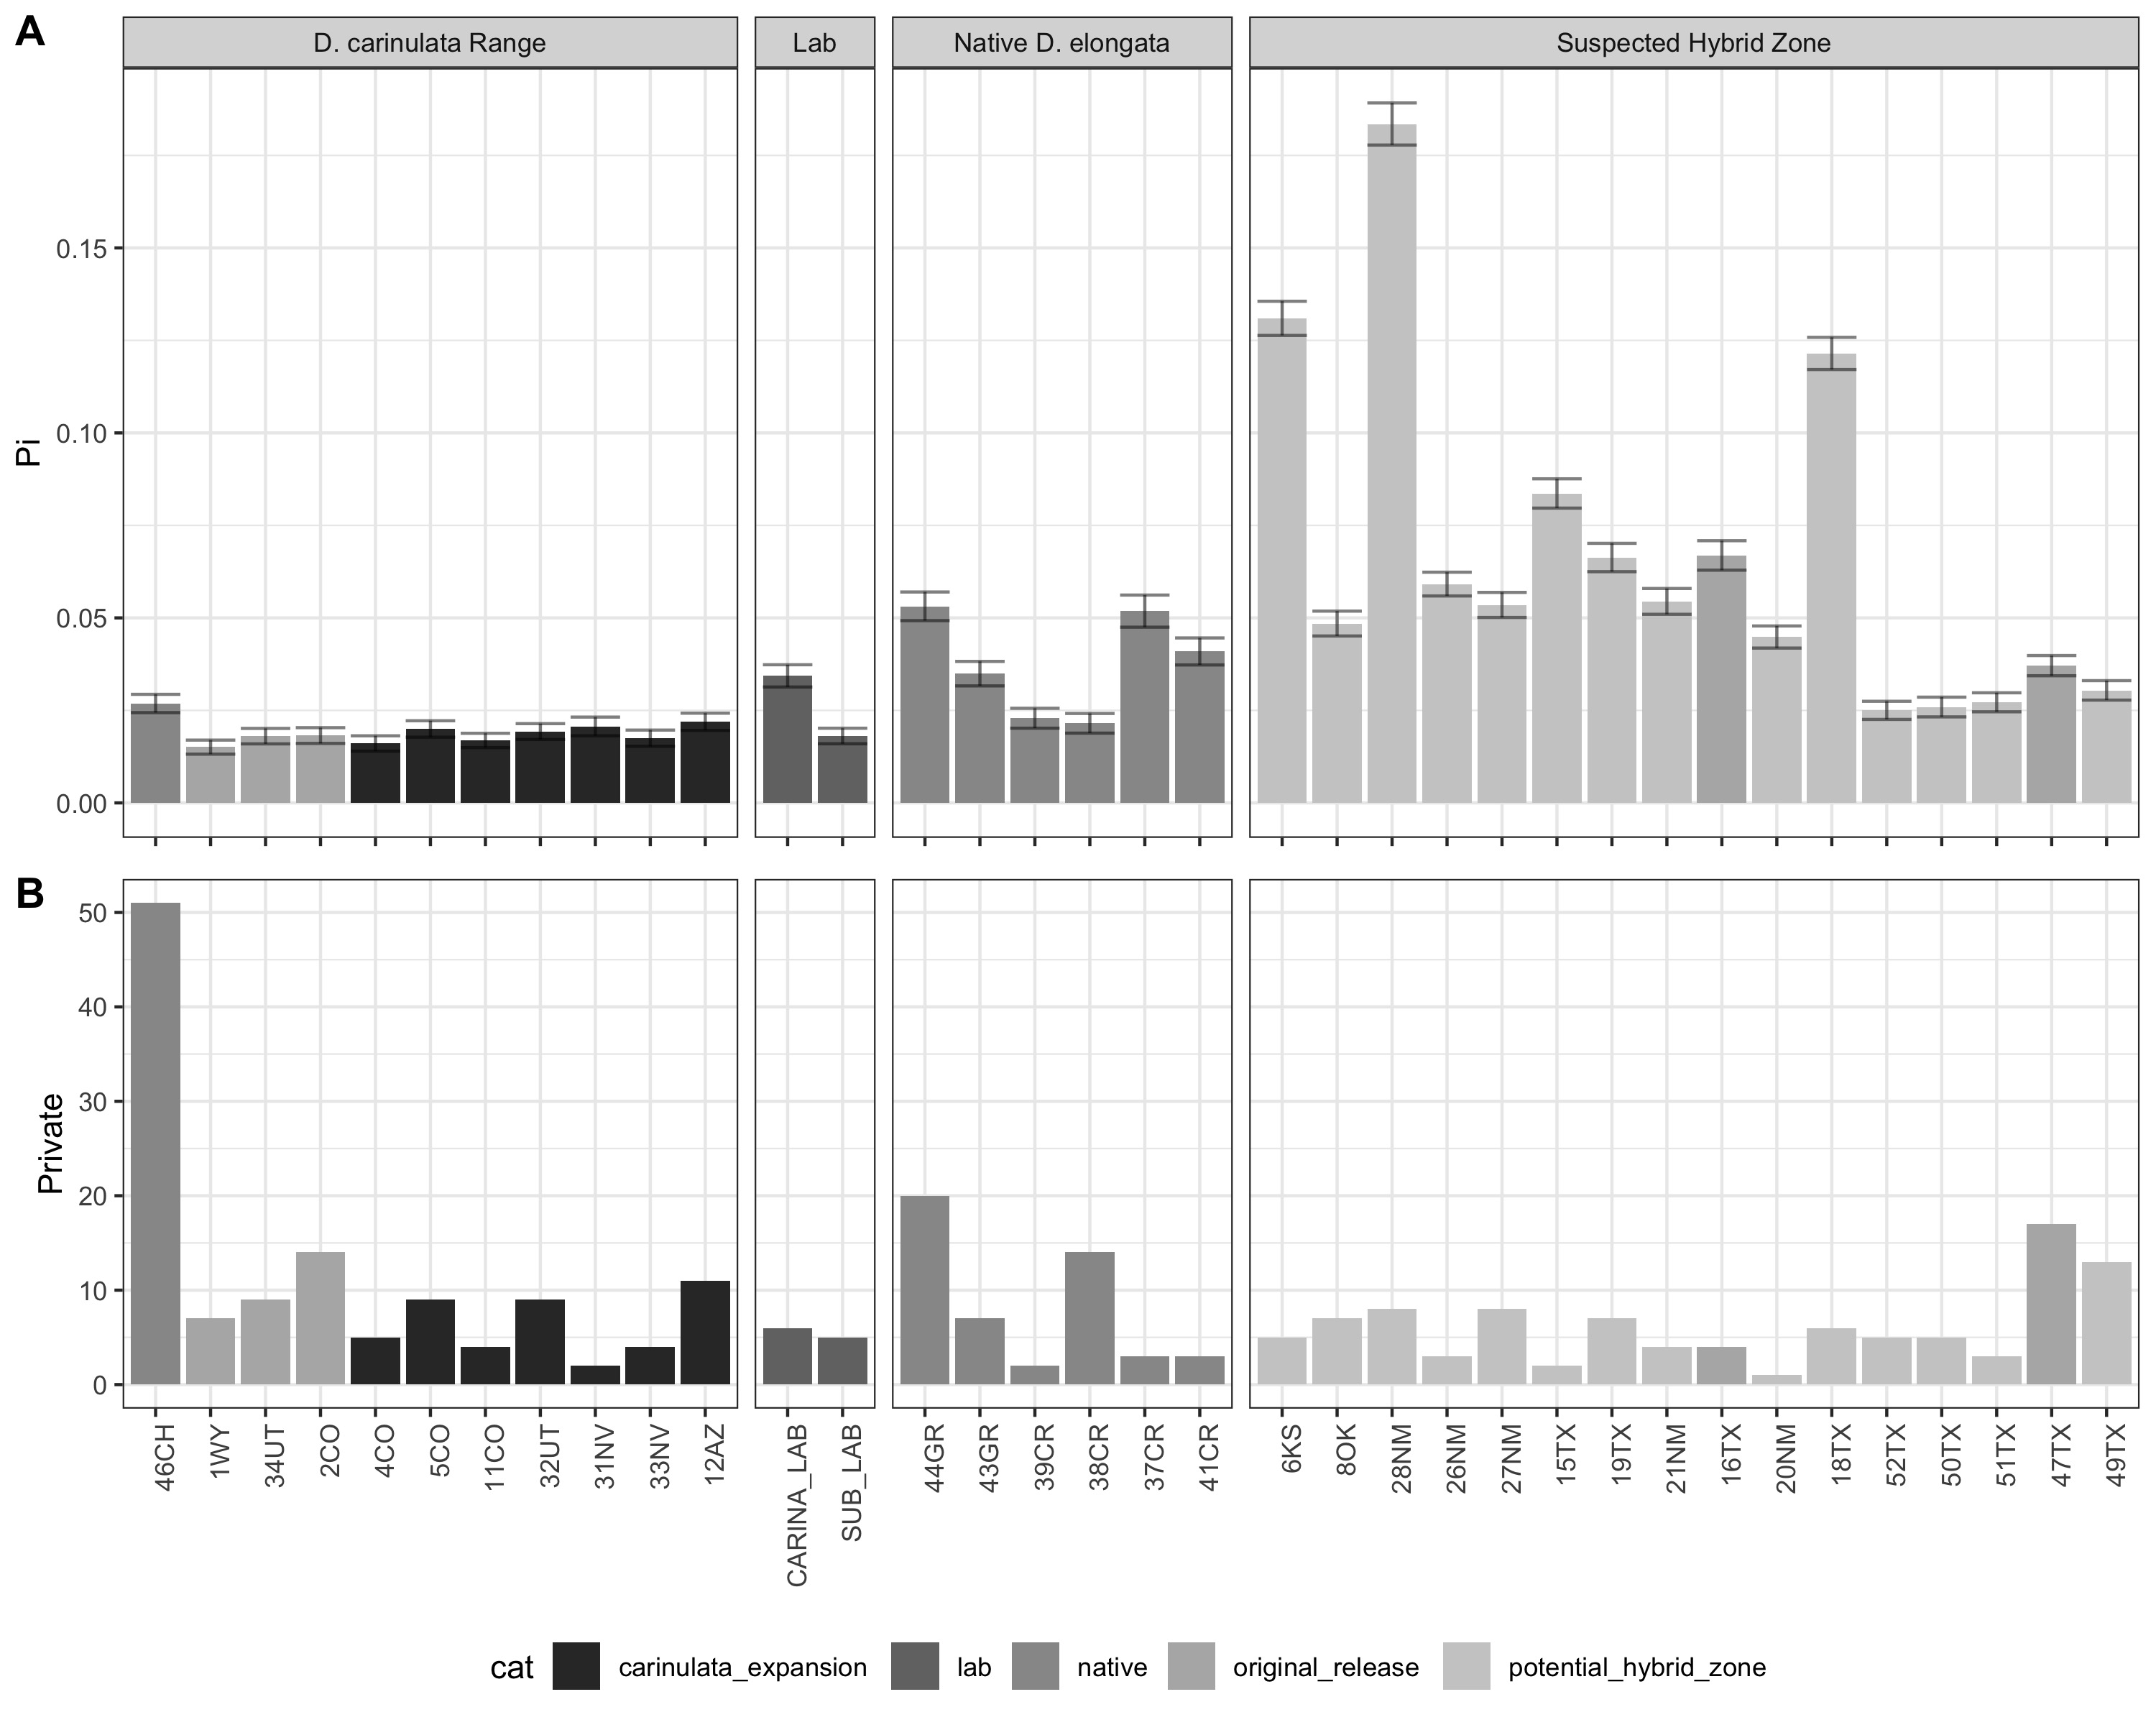 A
D. carinulata Range
Lab
Native D. elongata
Suspected Hybrid Zone
Pi
0.15
0.10
0.05
0.00
B
Private
50
40
30
20
10
0
46CH
1WY
34UT
2CO
4CO
5CO
11CO
32UT
31NV
33NV
12AZ
CARINA_LAB
SUB_LAB
44GR
43GR
39CR
38CR
37CR
41CR
6KS
8OK
28NM
26NM
27NM
15TX
19TX
21NM
16TX
20NM
18TX
52TX
50TX
51TX
47TX
49TX
cat carinulata_expansion lab native original_release potential_hybrid_zone